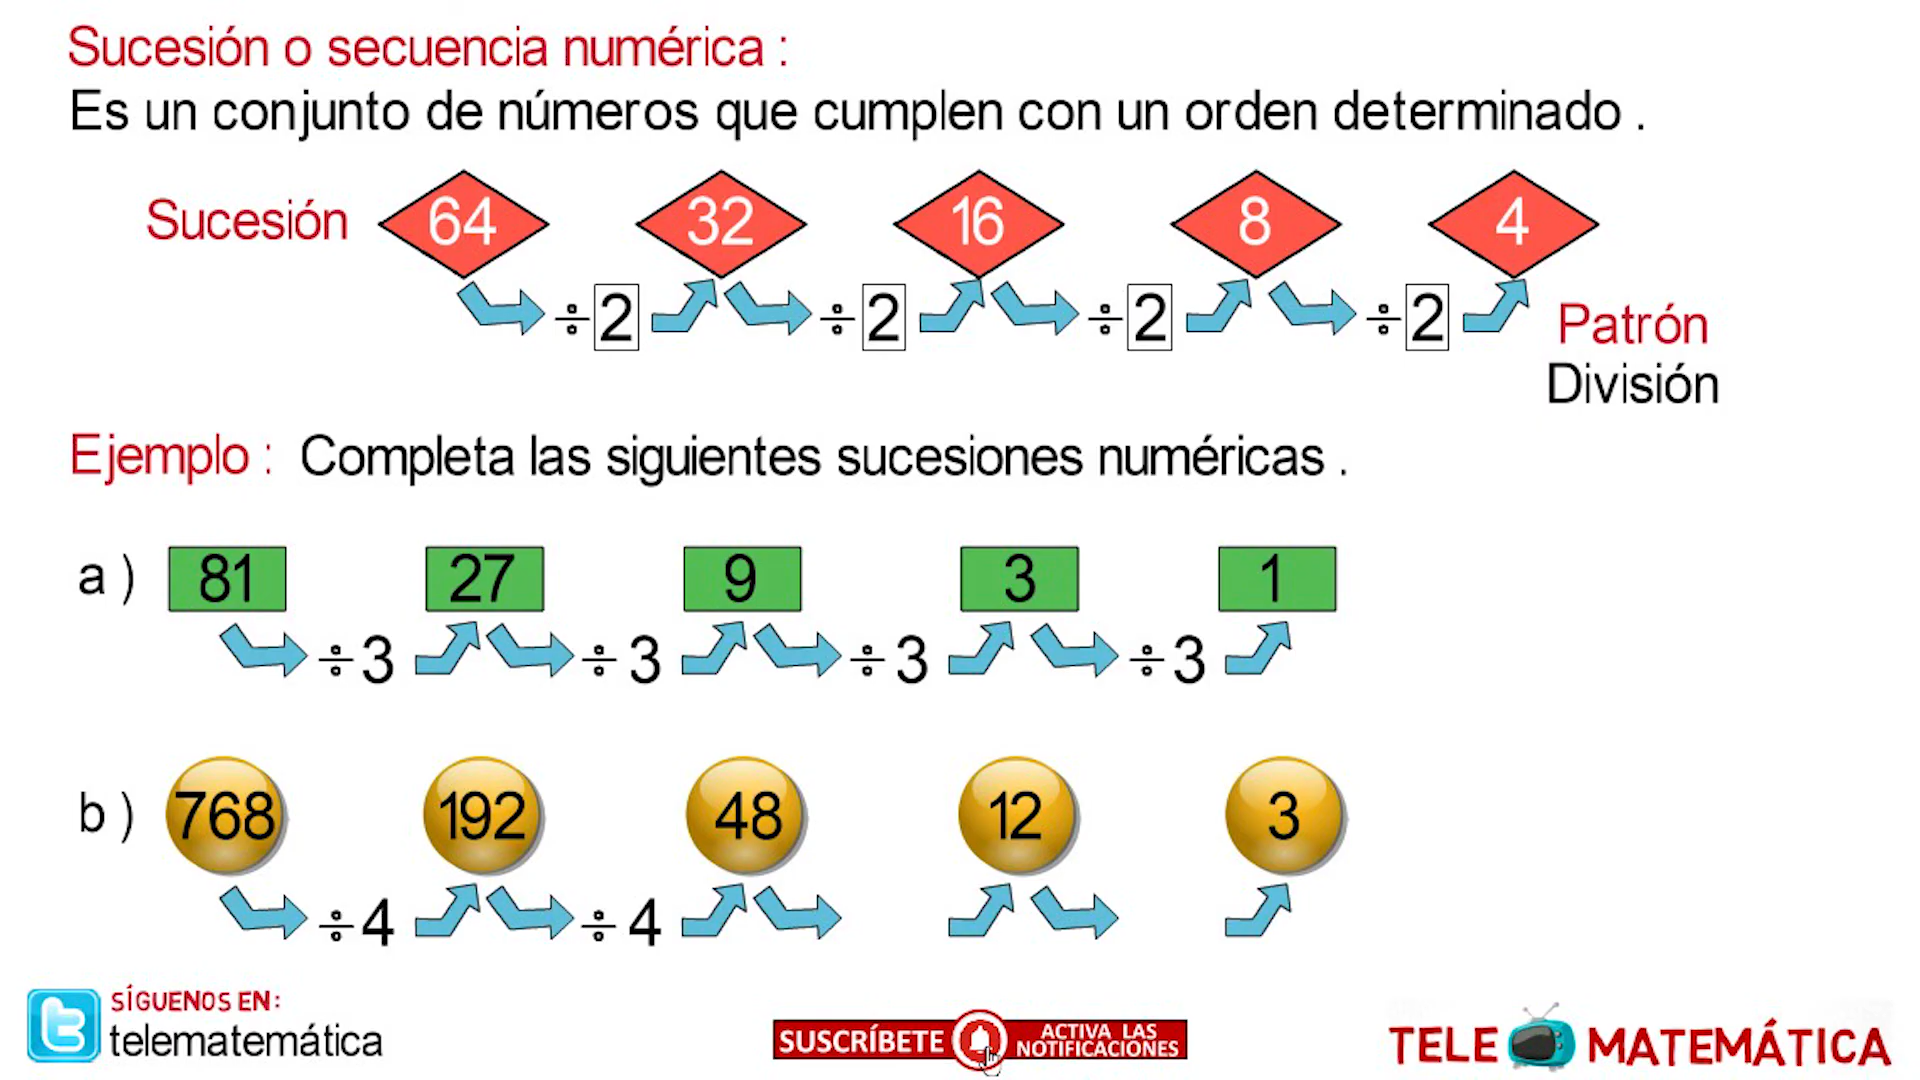 Sucesión o secuencia numérica :
Es un conjunto de números que cumplen con un orden determinado .
Sucesión 64 32 16 8 4
÷2 ÷2 ÷2 ÷2 Patrón
División
Ejemplo : Completa las siguientes sucesiones numéricas .
a ) 81 27 9 3 1
÷3 ÷3 ÷3 ÷3
b ) 768 192 48 12 3
÷4 ÷4
SÍGUENOS EN:
telematemática
SUSCRÍBETE ACTIVA LAS
NOTIFICACIONES
TELE MATEMÁTICA